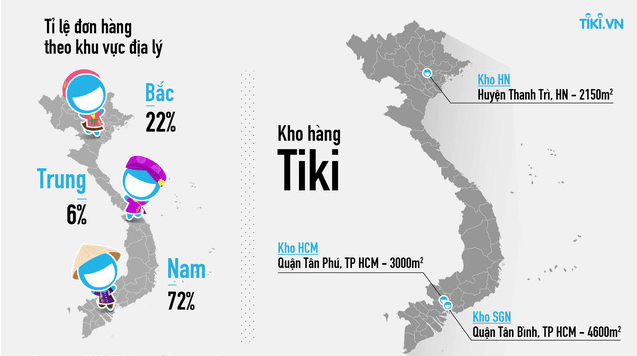 Tỉ lệ đơn hàng
theo khu vực địa lý
Bắc
22%
Trung
6%
Nam
72%
TIKI.VN
Kho hàng
Tiki
Kho HN
Huyện Thanh Trì, HN - 2150m²
Kho HCM
Quận Tân Phú, TP HCM - 3000m²
Kho SGN
Quận Tân Bình, TP HCM - 4600m²